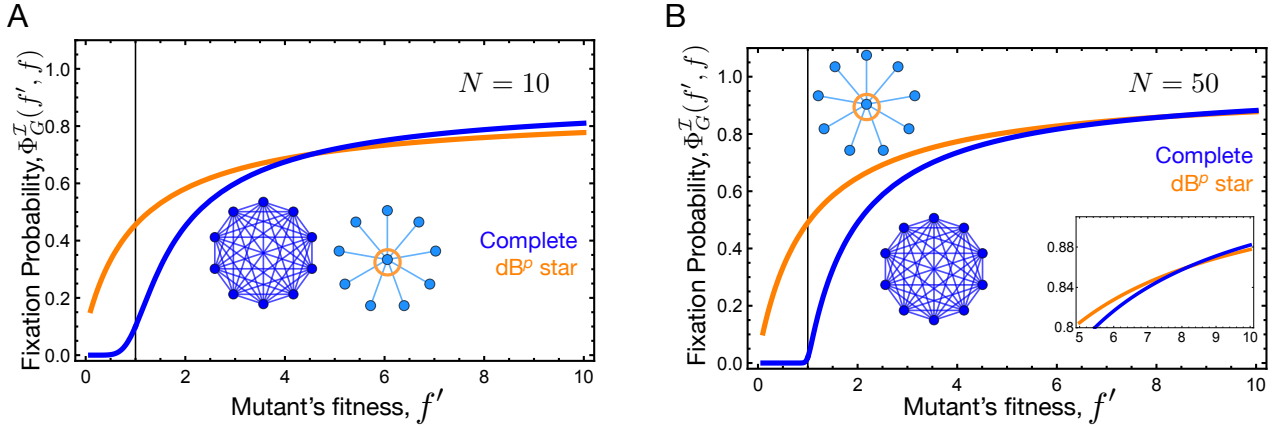 A
Fixation Probability, Φ_G^ℐ(f′, f)
1.0
0.8
0.6
0.4
0.2
0.0
N = 10
Complete
dBᵖ star
0 2 4 6 8 10
Mutant's fitness, f′
B
Fixation Probability, Φ_G^ℐ(f′, f)
1.0
0.8
0.6
0.4
0.2
0.0
N = 50
Complete
dBᵖ star
0.88
0.84
0.8
5 6 7 8 9 10
0 2 4 6 8 10
Mutant's fitness, f′